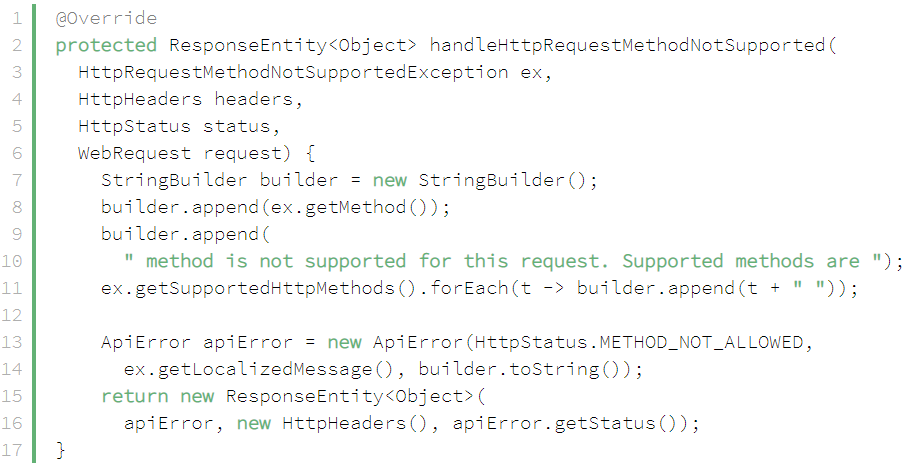 1 @Override
2 protected ResponseEntity<Object> handleHttpRequestMethodNotSupported(
3   HttpRequestMethodNotSupportedException ex,
4   HttpHeaders headers,
5   HttpStatus status,
6   WebRequest request) {
7     StringBuilder builder = new StringBuilder();
8     builder.append(ex.getMethod());
9     builder.append(
10       " method is not supported for this request. Supported methods are ");
11     ex.getSupportedHttpMethods().forEach(t -> builder.append(t + " "));
12
13     ApiError apiError = new ApiError(HttpStatus.METHOD_NOT_ALLOWED,
14       ex.getLocalizedMessage(), builder.toString());
15     return new ResponseEntity<Object>(
16       apiError, new HttpHeaders(), apiError.getStatus());
17 }